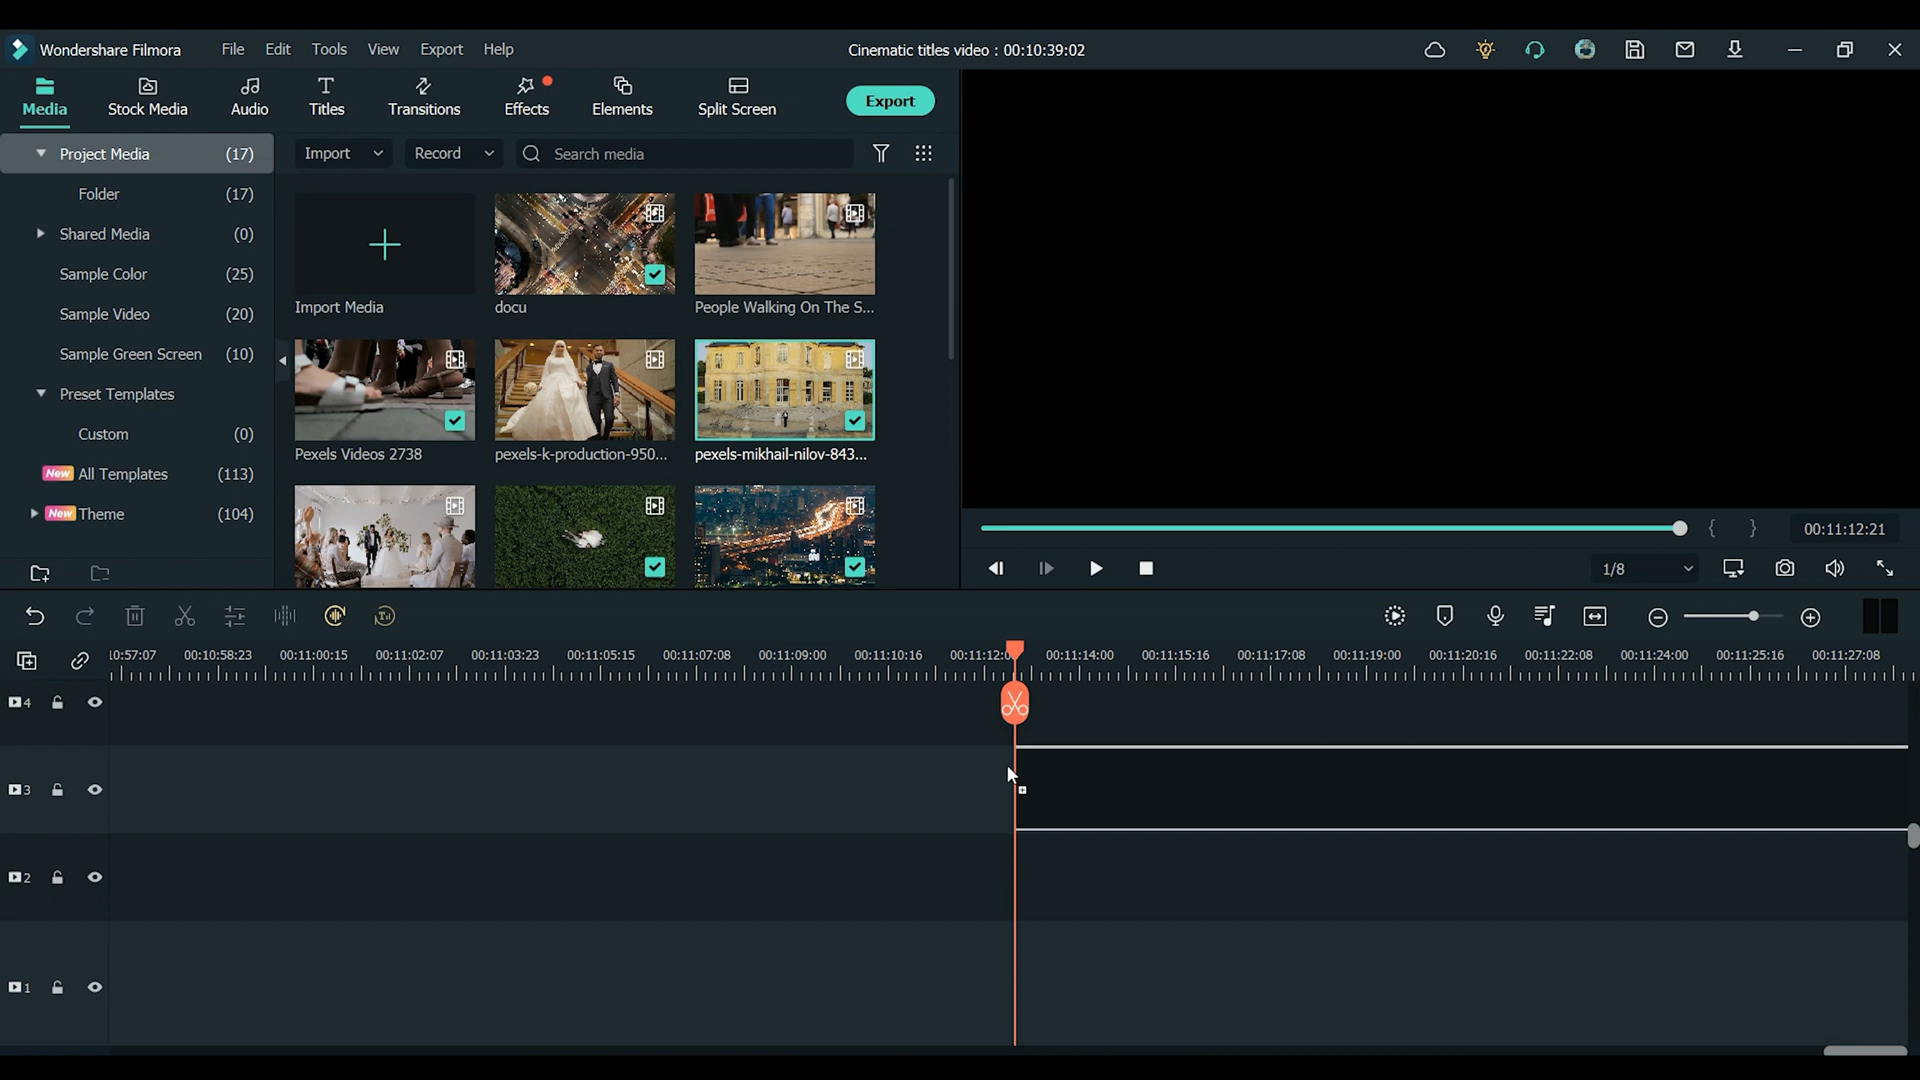 Wondershare Filmora File Edit Tools View Export Help Cinematic titles video : 00:10:39:02
Media Stock Media Audio Titles Transitions Effects Elements Split Screen Export
Project Media (17) Import Record Search media
Folder (17)
Shared Media (0)
Sample Color (25)
Sample Video (20)
Sample Green Screen (10)
Preset Templates
Custom (0)
New All Templates (113)
New Theme (104)
Import Media docu People Walking On The S...
Pexels Videos 2738 pexels-k-production-950... pexels-mikhail-nilov-843...
{ } 00:11:12:21
1/8
00:10:58:23 00:11:00:15 00:11:02:07 00:11:03:23 00:11:05:15 00:11:07:08 00:11:09:00 00:11:10:16 00:11:14:00 00:11:15:16 00:11:17:08 00:11:19:00 00:11:20:16 00:11:22:08 00:11:24:00 00:11:25:16 00:11:27:08
4
3
2
1